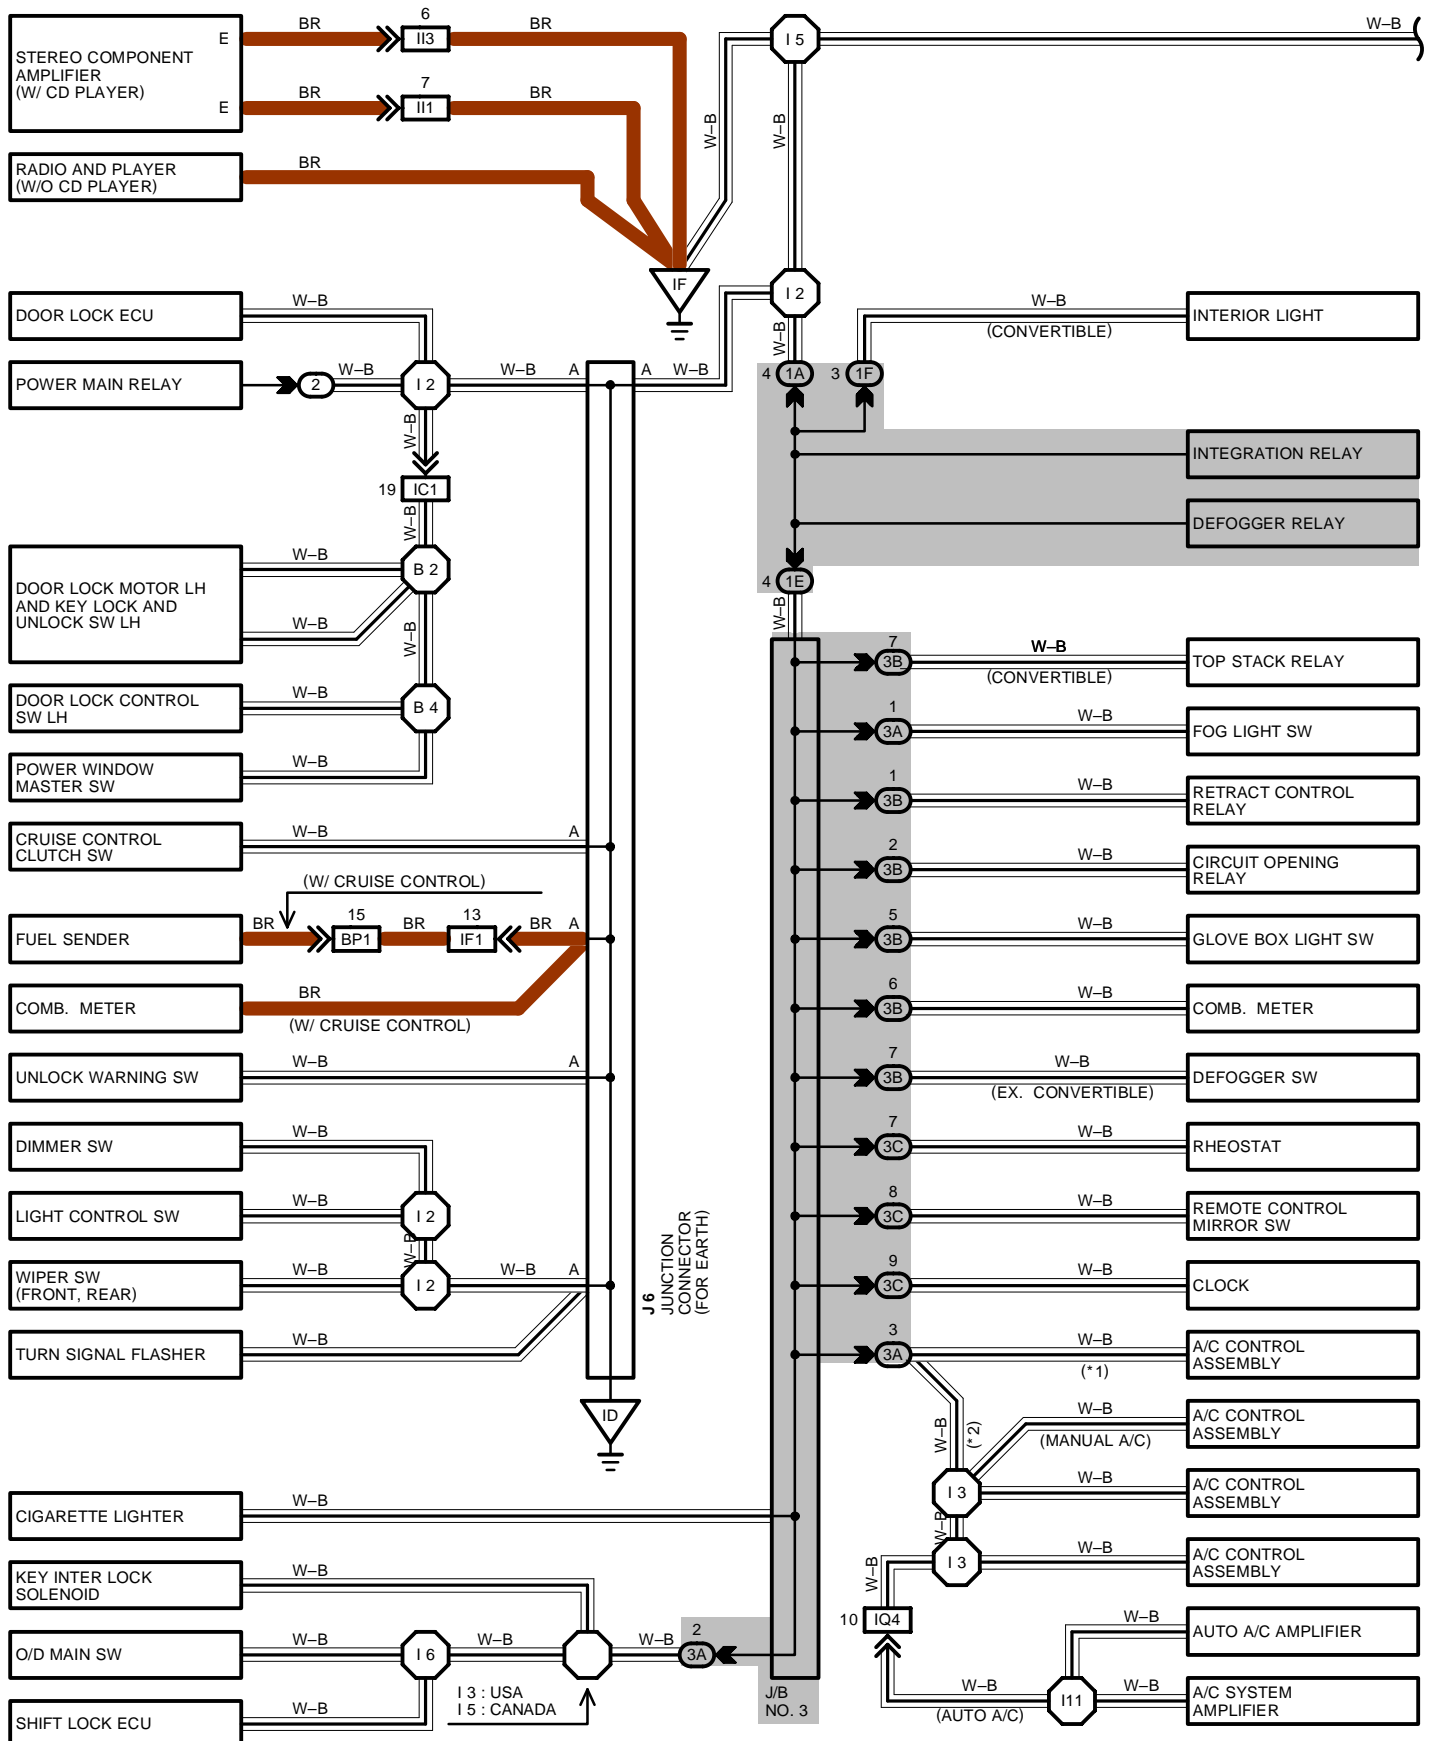 BR
6
BR
W–B
STEREO COMPONENT
AMPLIFIER
(W/ CD PLAYER)
E
II3
I 5
BR
7
BR
E
II1
W–B
W–B
RADIO AND PLAYER
(W/O CD PLAYER)
BR
IF
I 2
DOOR LOCK ECU
W–B
W–B
(CONVERTIBLE)
INTERIOR LIGHT
W–B
POWER MAIN RELAY
2
W–B
I 2
W–B
A
A
W–B
4
1A
3
1F
W–B
INTEGRATION RELAY
19
IC1
W–B
DEFOGGER RELAY
DOOR LOCK MOTOR LH
AND KEY LOCK AND
UNLOCK SW LH
W–B
B 2
W–B
4
1E
W–B
W–B
7
3B
W–B
(CONVERTIBLE)
TOP STACK RELAY
DOOR LOCK CONTROL
SW LH
W–B
B 4
1
3A
W–B
FOG LIGHT SW
POWER WINDOW
MASTER SW
W–B
1
3B
W–B
RETRACT CONTROL
RELAY
CRUISE CONTROL
CLUTCH SW
W–B
A
2
3B
W–B
CIRCUIT OPENING
RELAY
(W/ CRUISE CONTROL)
FUEL SENDER
BR
15
BP1
BR
13
IF1
BR
A
5
3B
W–B
GLOVE BOX LIGHT SW
COMB. METER
BR
(W/ CRUISE CONTROL)
6
3B
W–B
COMB. METER
UNLOCK WARNING SW
W–B
A
7
3B
W–B
(EX. CONVERTIBLE)
DEFOGGER SW
DIMMER SW
W–B
7
3C
W–B
RHEOSTAT
LIGHT CONTROL SW
W–B
I 2
W–B
8
3C
W–B
REMOTE CONTROL
MIRROR SW
WIPER SW
(FRONT, REAR)
W–B
I 2
W–B
A
J 6
JUNCTION
CONNECTOR
(FOR EARTH)
9
3C
W–B
CLOCK
TURN SIGNAL FLASHER
W–B
3
3A
W–B
(*1)
A/C CONTROL
ASSEMBLY
ID
W–B
(*2)
W–B
(MANUAL A/C)
A/C CONTROL
ASSEMBLY
CIGARETTE LIGHTER
W–B
I 3
W–B
A/C CONTROL
ASSEMBLY
W–B
KEY INTER LOCK
SOLENOID
W–B
W–B
I 3
W–B
A/C CONTROL
ASSEMBLY
10
IQ4
O/D MAIN SW
W–B
I 6
W–B
W–B
2
3A
W–B
AUTO A/C AMPLIFIER
SHIFT LOCK ECU
W–B
I 3 : USA
I 5 : CANADA
J/B
NO. 3
W–B
(AUTO A/C)
I11
W–B
A/C SYSTEM
AMPLIFIER